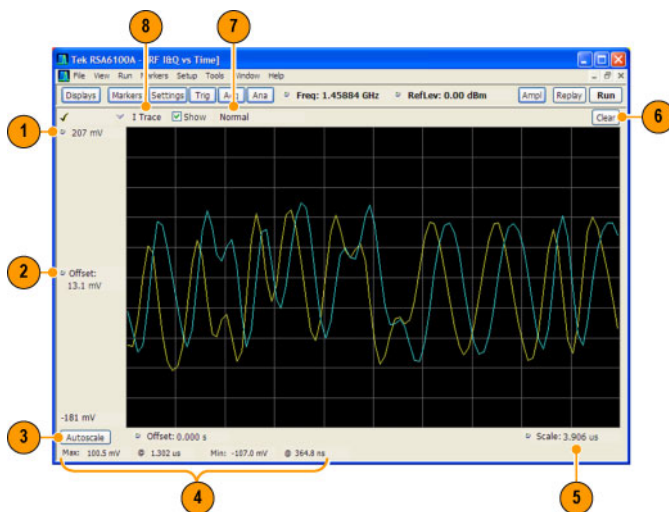 8 7
Tek RSA6100A - [RF I&Q vs Time]
File View Run Markers Setup Tools Window Help
Displays Markers Settings Trig Acq Ana Freq: 1.45884 GHz RefLev: 0.00 dBm Ampl Replay Run
I Trace Show Normal Clear
1 207 mV 6
2 Offset:
13.1 mV
-181 mV
3 Autoscale Offset: 0.000 s Scale: 3.906 us
Max: 100.5 mV @ 1.302 us Min: -107.0 mV @ 364.8 ns
4 5